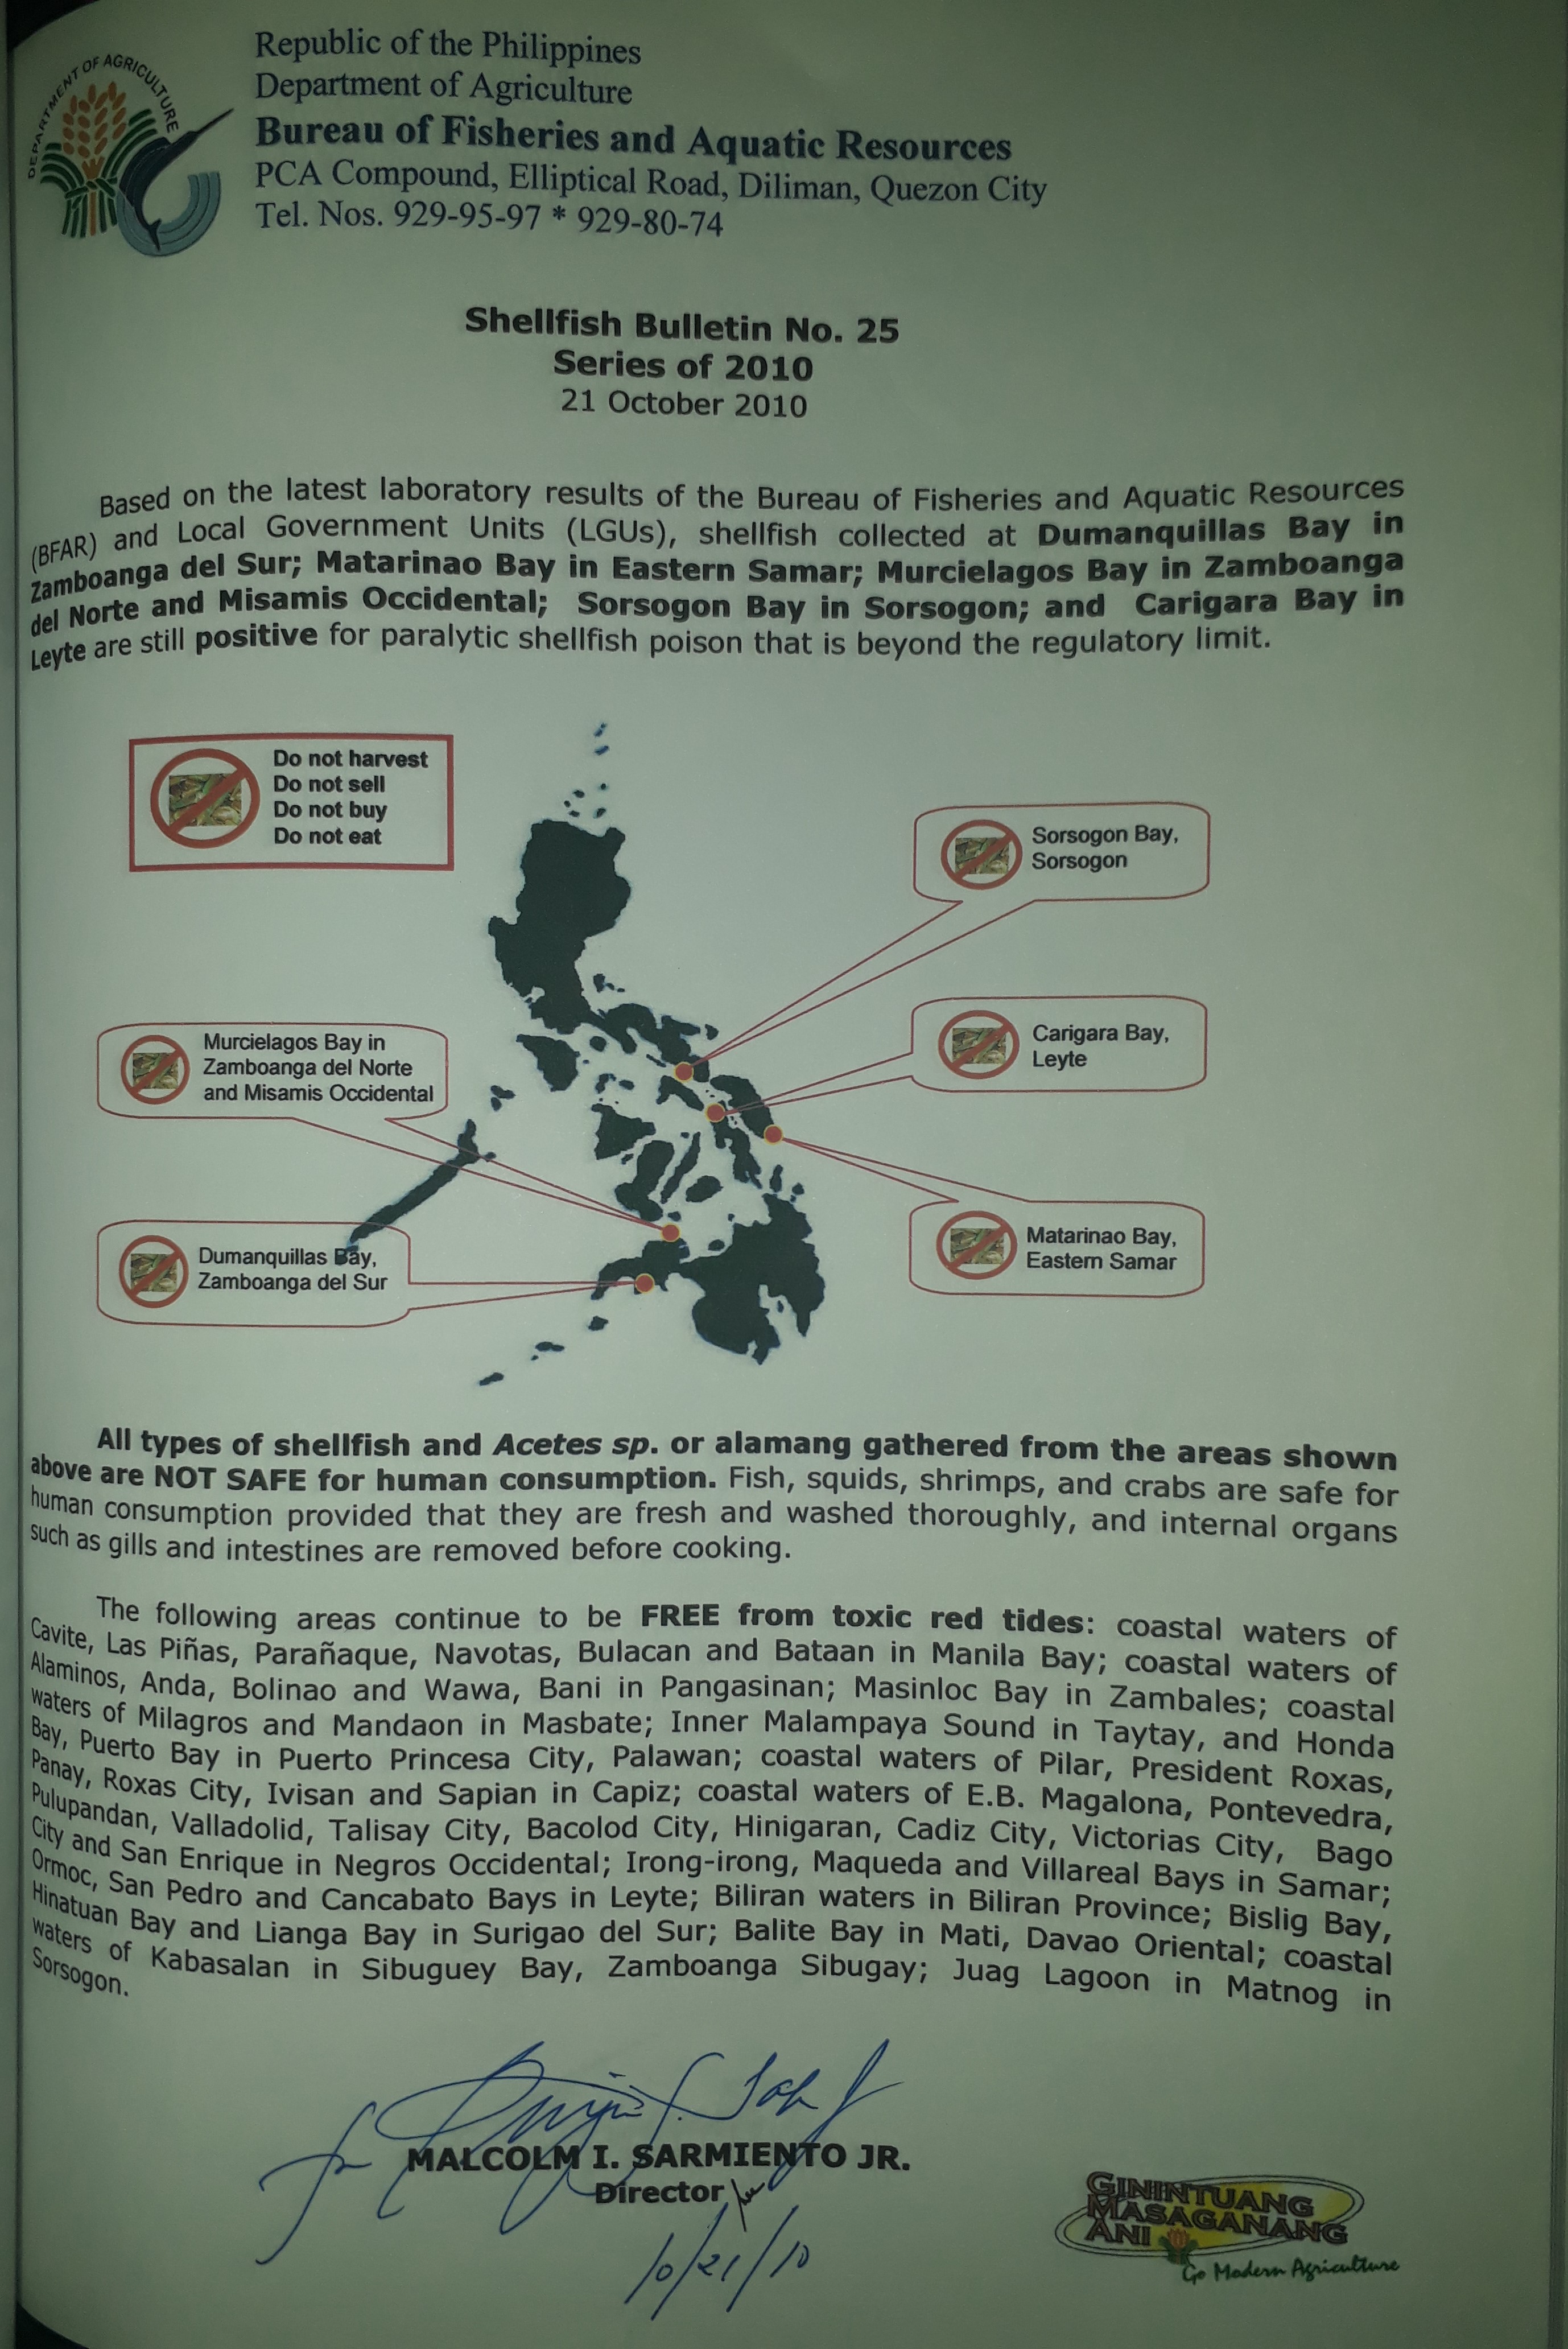 DEPARTMENT OF AGRICULTURE
Republic of the Philippines
Department of Agriculture
Bureau of Fisheries and Aquatic Resources
PCA Compound, Elliptical Road, Diliman, Quezon City
Tel. Nos. 929-95-97 * 929-80-74
Shellfish Bulletin No. 25
Series of 2010
21 October 2010
Based on the latest laboratory results of the Bureau of Fisheries and Aquatic Resources
(BFAR) and Local Government Units (LGUs), shellfish collected at Dumanquillas Bay in
Zamboanga del Sur; Matarinao Bay in Eastern Samar; Murcielagos Bay in Zamboanga
del Norte and Misamis Occidental; Sorsogon Bay in Sorsogon; and Carigara Bay in
Leyte are still positive for paralytic shellfish poison that is beyond the regulatory limit.
Do not harvest
Do not sell
Do not buy
Do not eat
Sorsogon Bay,
Sorsogon
Murcielagos Bay in
Zamboanga del Norte
and Misamis Occidental
Carigara Bay,
Leyte
Dumanquillas Bay,
Zamboanga del Sur
Matarinao Bay,
Eastern Samar
All types of shellfish and Acetes sp. or alamang gathered from the areas shown
above are NOT SAFE for human consumption. Fish, squids, shrimps, and crabs are safe for
human consumption provided that they are fresh and washed thoroughly, and internal organs
such as gills and intestines are removed before cooking.
The following areas continue to be FREE from toxic red tides: coastal waters of
Cavite, Las Piñas, Parañaque, Navotas, Bulacan and Bataan in Manila Bay; coastal waters of
Alaminos, Anda, Bolinao and Wawa, Bani in Pangasinan; Masinloc Bay in Zambales; coastal
waters of Milagros and Mandaon in Masbate; Inner Malampaya Sound in Taytay, and Honda
Bay, Puerto Bay in Puerto Princesa City, Palawan; coastal waters of Pilar, President Roxas,
Panay, Roxas City, Ivisan and Sapian in Capiz; coastal waters of E.B. Magalona, Pontevedra,
Pulupandan, Valladolid, Talisay City, Bacolod City, Hinigaran, Cadiz City, Victorias City, Bago
City and San Enrique in Negros Occidental; Irong-irong, Maqueda and Villareal Bays in Samar;
Ormoc, San Pedro and Cancabato Bays in Leyte; Biliran waters in Biliran Province; Bislig Bay,
Hinatuan Bay and Lianga Bay in Surigao del Sur; Balite Bay in Mati, Davao Oriental; coastal
waters of Kabasalan in Sibuguey Bay, Zamboanga Sibugay; Juag Lagoon in Matnog in
Sorsogon.
MALCOLM I. SARMIENTO JR.
Director
10/21/10
GININTUANG
MASAGANANG
ANI
Go Modern Agriculture